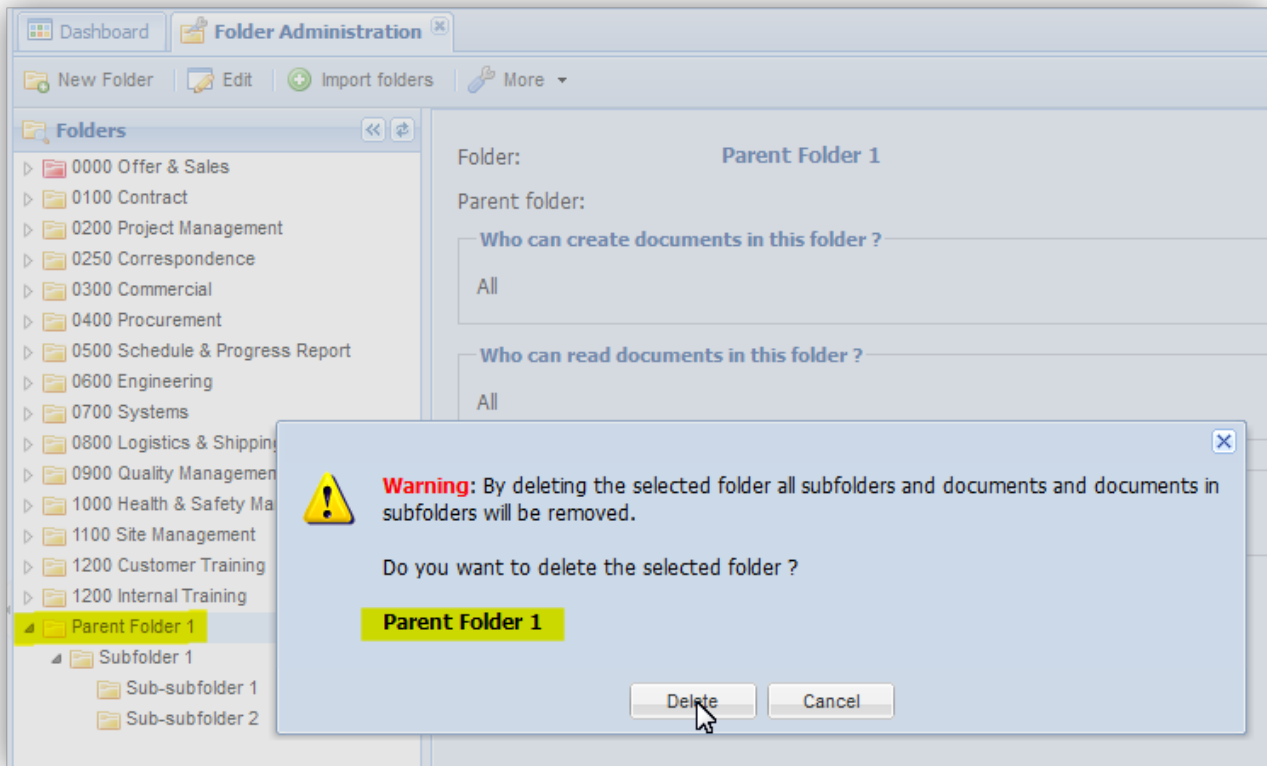 Dashboard
Folder Administration
New Folder
Edit
Import folders
More
Folders
0000 Offer & Sales
0100 Contract
0200 Project Management
0250 Correspondence
0300 Commercial
0400 Procurement
0500 Schedule & Progress Report
0600 Engineering
0700 Systems
0800 Logistics & Shipping
0900 Quality Managemen
1000 Health & Safety Ma
1100 Site Management
1200 Customer Training
1200 Internal Training
Parent Folder 1
Subfolder 1
Sub-subfolder 1
Sub-subfolder 2
Folder: Parent Folder 1
Parent folder:
Who can create documents in this folder ?
All
Who can read documents in this folder ?
All
Warning: By deleting the selected folder all subfolders and documents and documents in
subfolders will be removed.
Do you want to delete the selected folder ?
Parent Folder 1
Delete
Cancel